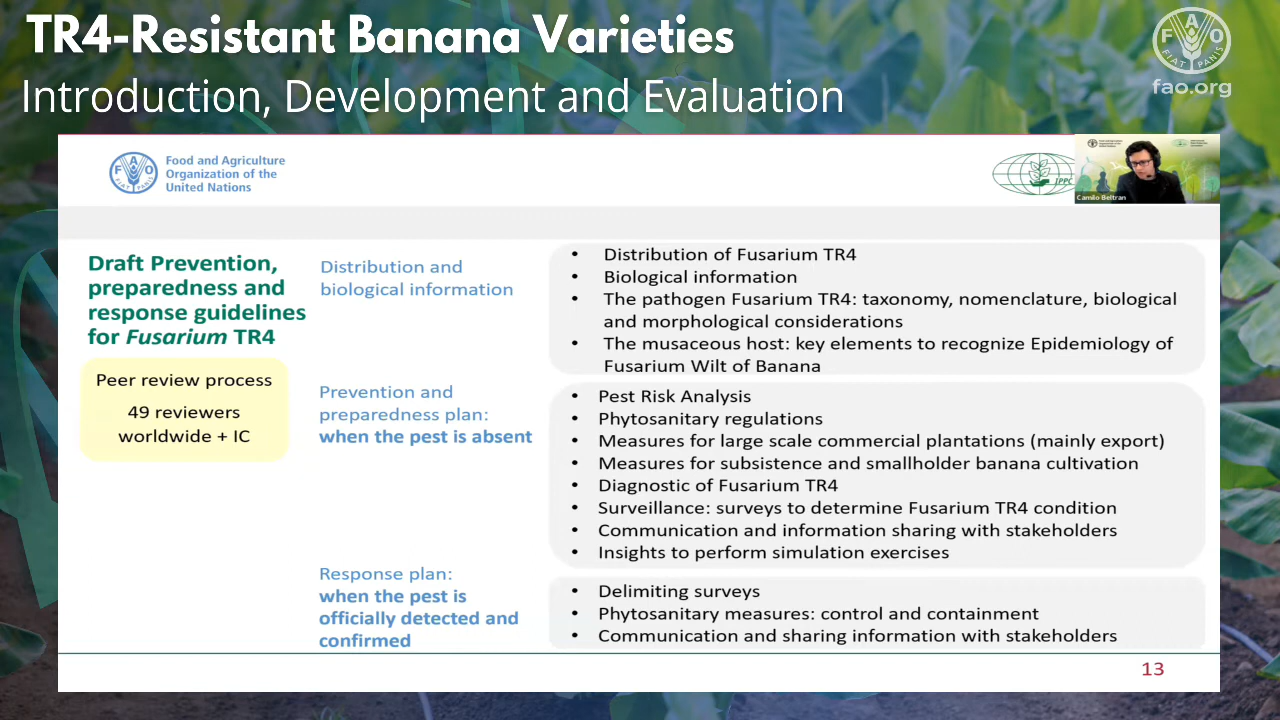 TR4-Resistant Banana Varieties
Introduction, Development and Evaluation
FAO
FIAT PANIS
fao.org
FAO
FIAT PANIS
Food and Agriculture
Organization of the
United Nations
IPPC
Camilo Beltran
Draft Prevention,
preparedness and
response guidelines
for Fusarium TR4
Peer review process
49 reviewers
worldwide + IC
Distribution and
biological information
• Distribution of Fusarium TR4
• Biological information
• The pathogen Fusarium TR4: taxonomy, nomenclature, biological
and morphological considerations
• The musaceous host: key elements to recognize Epidemiology of
Fusarium Wilt of Banana
Prevention and
preparedness plan:
when the pest is absent
• Pest Risk Analysis
• Phytosanitary regulations
• Measures for large scale commercial plantations (mainly export)
• Measures for subsistence and smallholder banana cultivation
• Diagnostic of Fusarium TR4
• Surveillance: surveys to determine Fusarium TR4 condition
• Communication and information sharing with stakeholders
• Insights to perform simulation exercises
Response plan:
when the pest is
officially detected and
confirmed
• Delimiting surveys
• Phytosanitary measures: control and containment
• Communication and sharing information with stakeholders
13